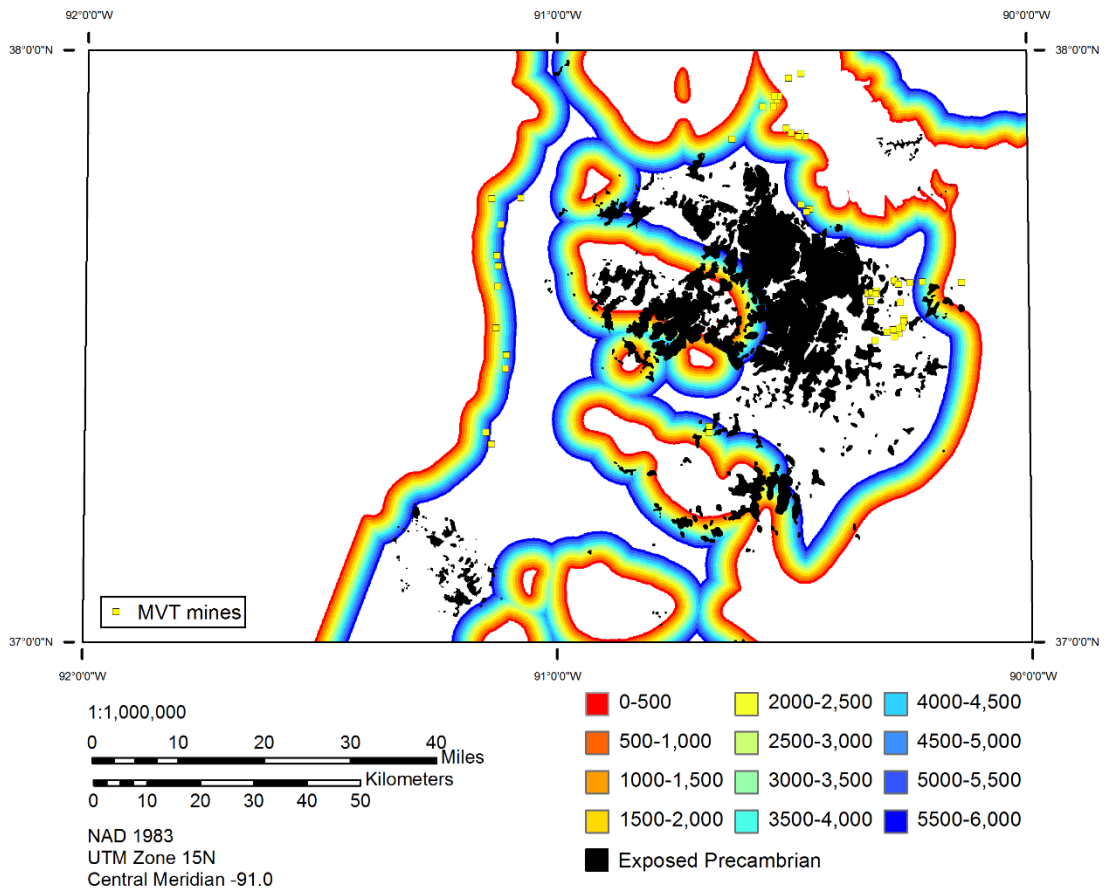 92°0'0"W 91°0'0"W 90°0'0"W
38°0'0"N 38°0'0"N
MVT mines
37°0'0"N 37°0'0"N
92°0'0"W 91°0'0"W 90°0'0"W
1:1,000,000
0 5 10 20 30 40 Miles
0 5 10 20 30 40 50 Kilometers
NAD 1983
UTM Zone 15N
Central Meridian -91.0
0-500
500-1,000
1000-1,500
1500-2,000
2000-2,500
2500-3,000
3000-3,500
3500-4,000
4000-4,500
4500-5,000
5000-5,500
5500-6,000
Exposed Precambrian